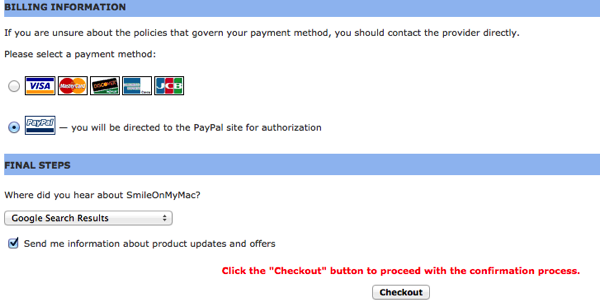 BILLING INFORMATION
If you are unsure about the policies that govern your payment method, you should contact the provider directly.
Please select a payment method:
VISA MasterCard DISCOVER JCB
PayPal — you will be directed to the PayPal site for authorization
FINAL STEPS
Where did you hear about SmileOnMyMac?
Google Search Results
Send me information about product updates and offers
Click the "Checkout" button to proceed with the confirmation process.
Checkout